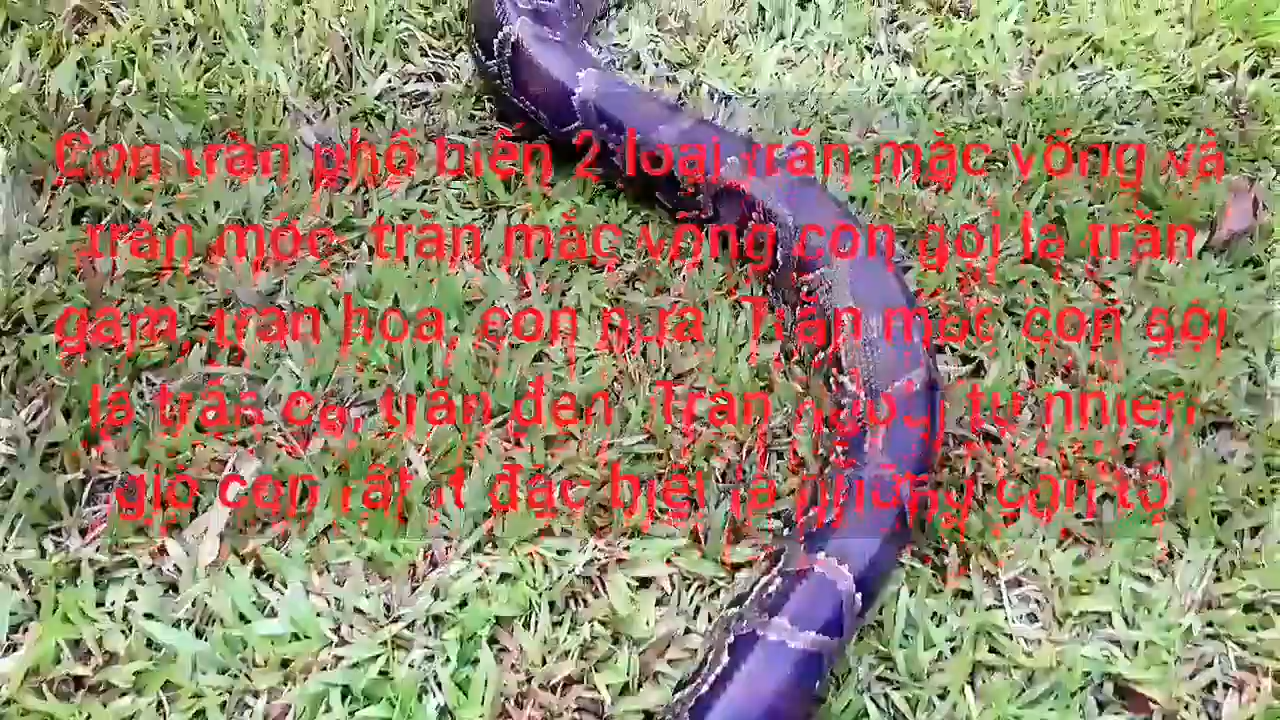 Con trăn phổ biến 2 loại trăn mắc võng và
trăn mốc, trăn mắc võng còn gọi là trăn
gấm, trăn hoa, con nưa. Trăn mốc còn gọi
là trăn cọ, trăn đen. Trăn ngoài tự nhiên
giờ còn rất ít đặc biệt là những con to